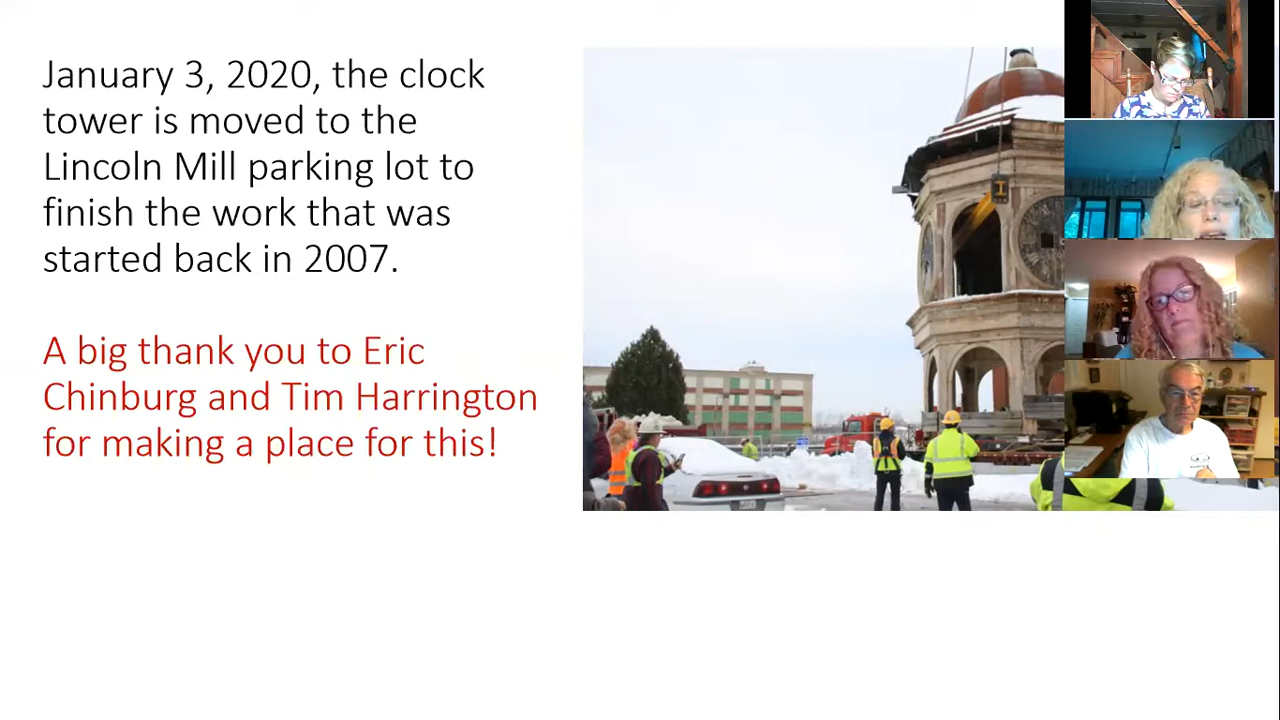 January 3, 2020, the clock
tower is moved to the
Lincoln Mill parking lot to
finish the work that was
started back in 2007.
A big thank you to Eric
Chinburg and Tim Harrington
for making a place for this!